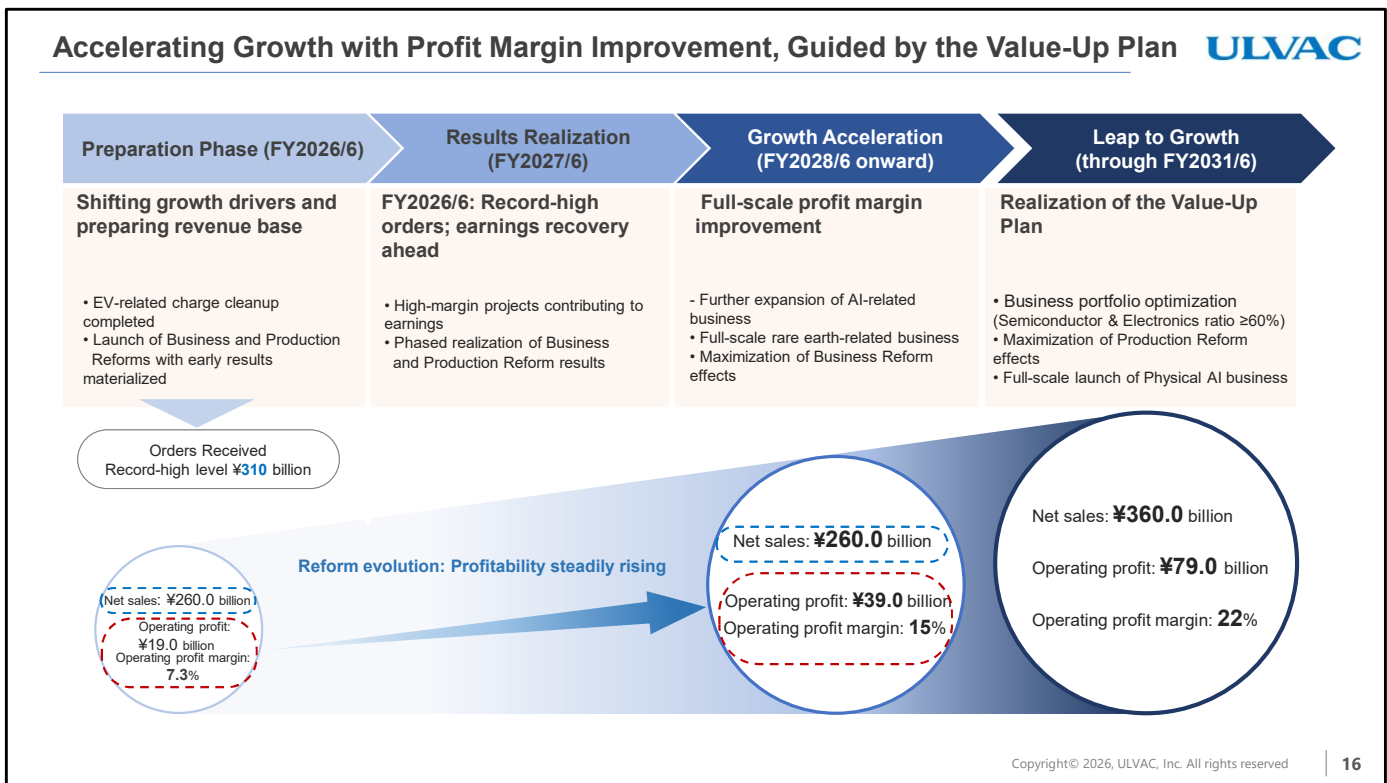 Accelerating Growth with Profit Margin Improvement, Guided by the Value-Up Plan
ULVAC
Preparation Phase (FY2026/6)
Results Realization
(FY2027/6)
Growth Acceleration
(FY2028/6 onward)
Leap to Growth
(through FY2031/6)
Shifting growth drivers and
preparing revenue base
• EV-related charge cleanup
completed
• Launch of Business and Production
Reforms with early results
materialized
FY2026/6: Record-high
orders; earnings recovery
ahead
• High-margin projects contributing to
earnings
• Phased realization of Business
and Production Reform results
Full-scale profit margin
improvement
- Further expansion of AI-related
business
• Full-scale rare earth-related business
• Maximization of Business Reform
effects
Realization of the Value-Up
Plan
• Business portfolio optimization
(Semiconductor & Electronics ratio ≥60%)
• Maximization of Production Reform
effects
• Full-scale launch of Physical AI business
Orders Received
Record-high level ¥310 billion
Net sales: ¥260.0 billion
Operating profit:
¥19.0 billion
Operating profit margin:
7.3%
Reform evolution: Profitability steadily rising
Net sales: ¥260.0 billion
Operating profit: ¥39.0 billion
Operating profit margin: 15%
Net sales: ¥360.0 billion
Operating profit: ¥79.0 billion
Operating profit margin: 22%
Copyright© 2026, ULVAC, Inc. All rights reserved
16